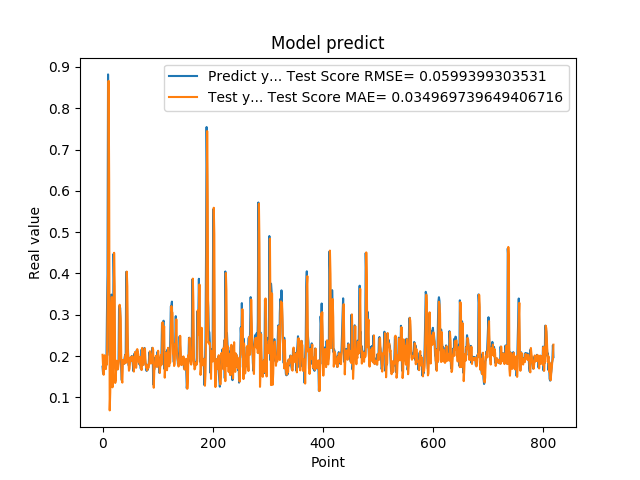 Model predict
Predict y... Test Score RMSE= 0.0599399303531
Test y... Test Score MAE= 0.034969739649406716
Real value
0.9
0.8
0.7
0.6
0.5
0.4
0.3
0.2
0.1
0 200 400 600 800
Point